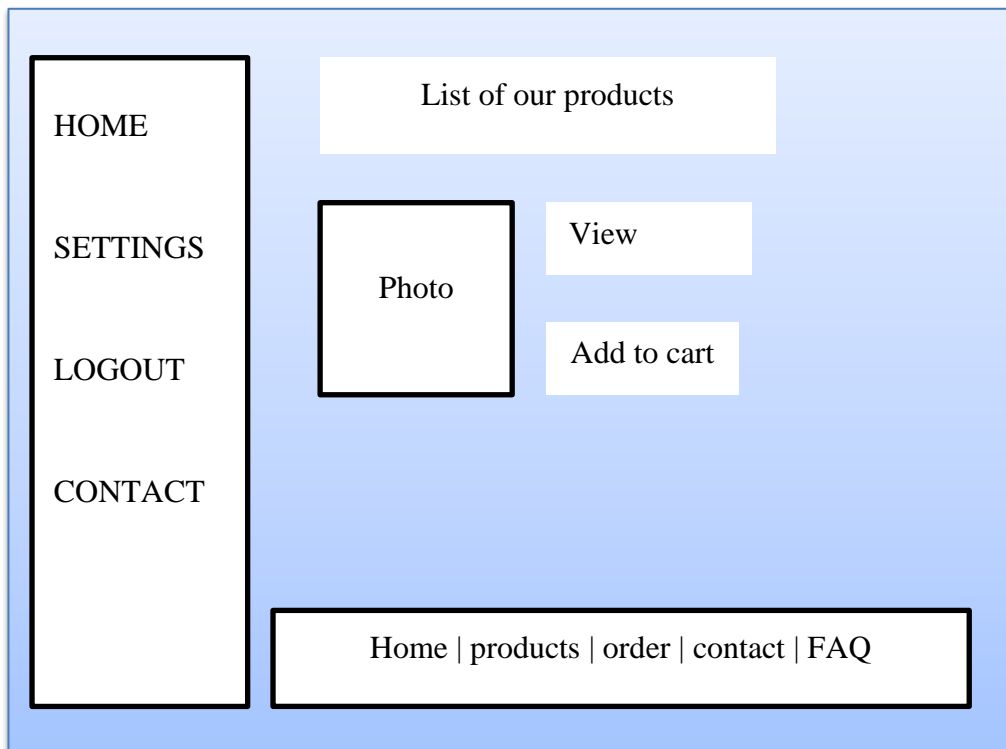 HOME
SETTINGS
LOGOUT
CONTACT
List of our products
Photo
View
Add to cart
Home | products | order | contact | FAQ